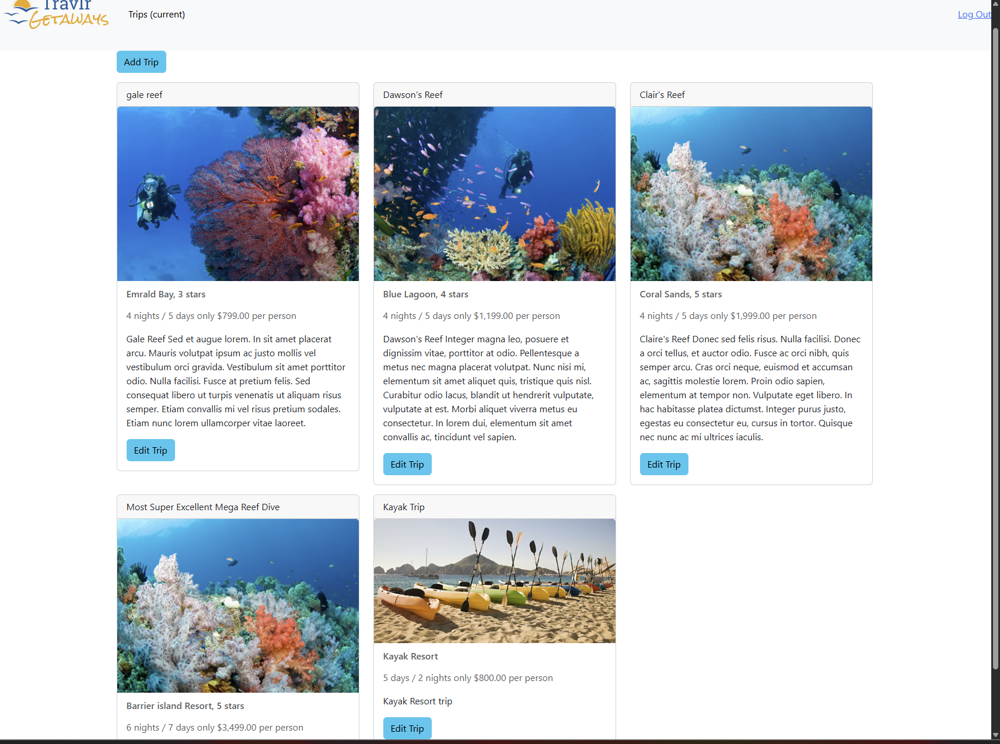 Travlr
Getaways
Trips (current)
Log Out
Add Trip
gale reef
Emrald Bay, 3 stars
4 nights / 5 days only $799.00 per person
Gale Reef Sed et augue lorem. In sit amet placerat
arcu. Mauris volutpat ipsum ac justo mollis vel
vestibulum orci gravida. Vestibulum sit amet porttitor
odio. Nulla facilisi. Fusce at pretium felis. Sed
consequat libero ut turpis venenatis ut aliquam risus
semper. Etiam convallis mi vel risus pretium sodales.
Etiam nunc lorem ullamcorper vitae laoreet.
Edit Trip
Dawson's Reef
Blue Lagoon, 4 stars
4 nights / 5 days only $1,199.00 per person
Dawson's Reef Integer magna leo, posuere et
dignissim vitae, porttitor at odio. Pellentesque a
metus nec magna placerat volutpat. Nunc nisi mi,
elementum sit amet aliquet quis, tristique quis nisl.
Curabitur odio lacus, blandit ut hendrerit vulputate,
vulputate at est. Morbi aliquet viverra metus eu
consectetur. In lorem dui, elementum sit amet
convallis ac, tincidunt vel sapien.
Edit Trip
Clair's Reef
Coral Sands, 5 stars
4 nights / 5 days only $1,999.00 per person
Claire's Reef Donec sed felis risus. Nulla facilisi. Donec
a orci tellus, et auctor odio. Fusce ac orci nibh, quis
semper arcu. Cras orci neque, euismod et accumsan
ac, sagittis molestie lorem. Proin odio sapien,
elementum at tempor non. Vulputate eget libero. In
hac habitasse platea dictumst. Integer purus justo,
egestas eu consectetur eu, cursus in tortor. Quisque
nec nunc ac mi ultrices iaculis.
Edit Trip
Most Super Excellent Mega Reef Dive
Barrier island Resort, 5 stars
6 nights / 7 days only $3,499.00 per person
Kayak Trip
Kayak Resort
5 days / 2 nights only $800.00 per person
Kayak Resort trip
Edit Trip